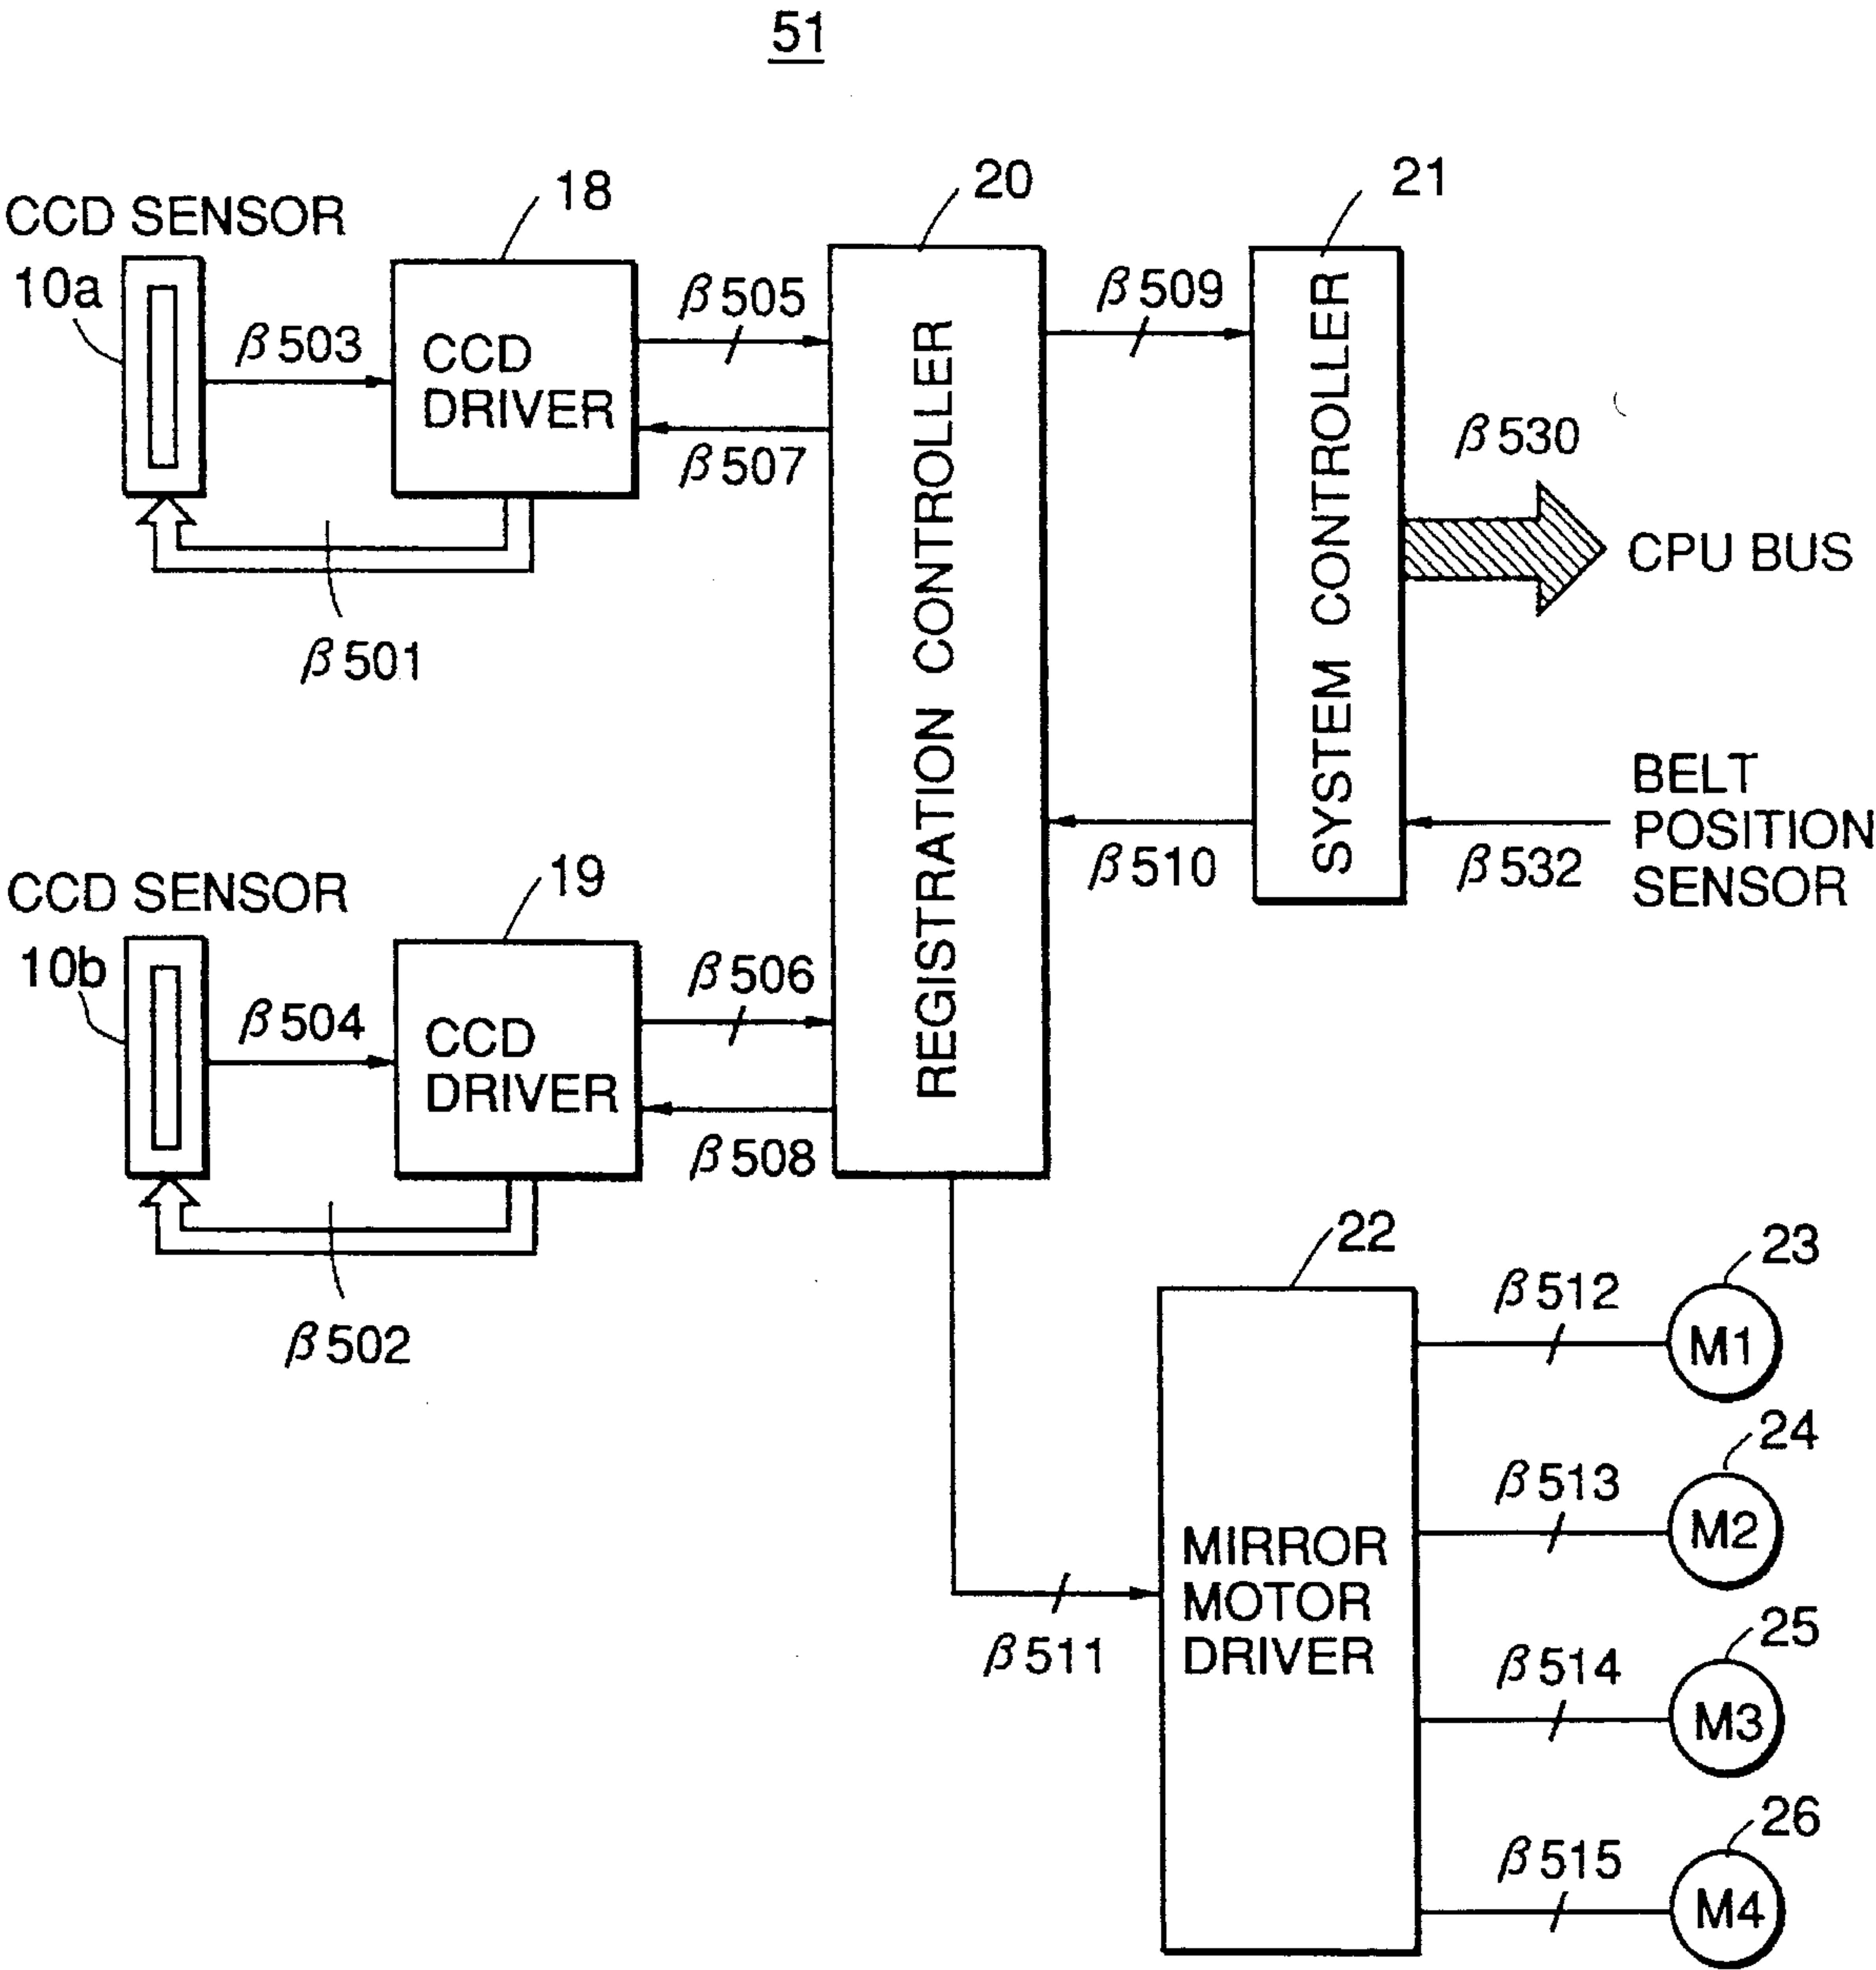 51
CCD SENSOR
10a
18
20
21
β503
CCD
DRIVER
β505
β507
β501
REGISTRATION CONTROLLER
β509
SYSTEM CONTROLLER
β530
CPU BUS
β510
β532
BELT
POSITION
SENSOR
CCD SENSOR
10b
19
β504
CCD
DRIVER
β506
β508
β502
22
β511
MIRROR
MOTOR
DRIVER
β512
23
M1
β513
24
M2
β514
25
M3
β515
26
M4